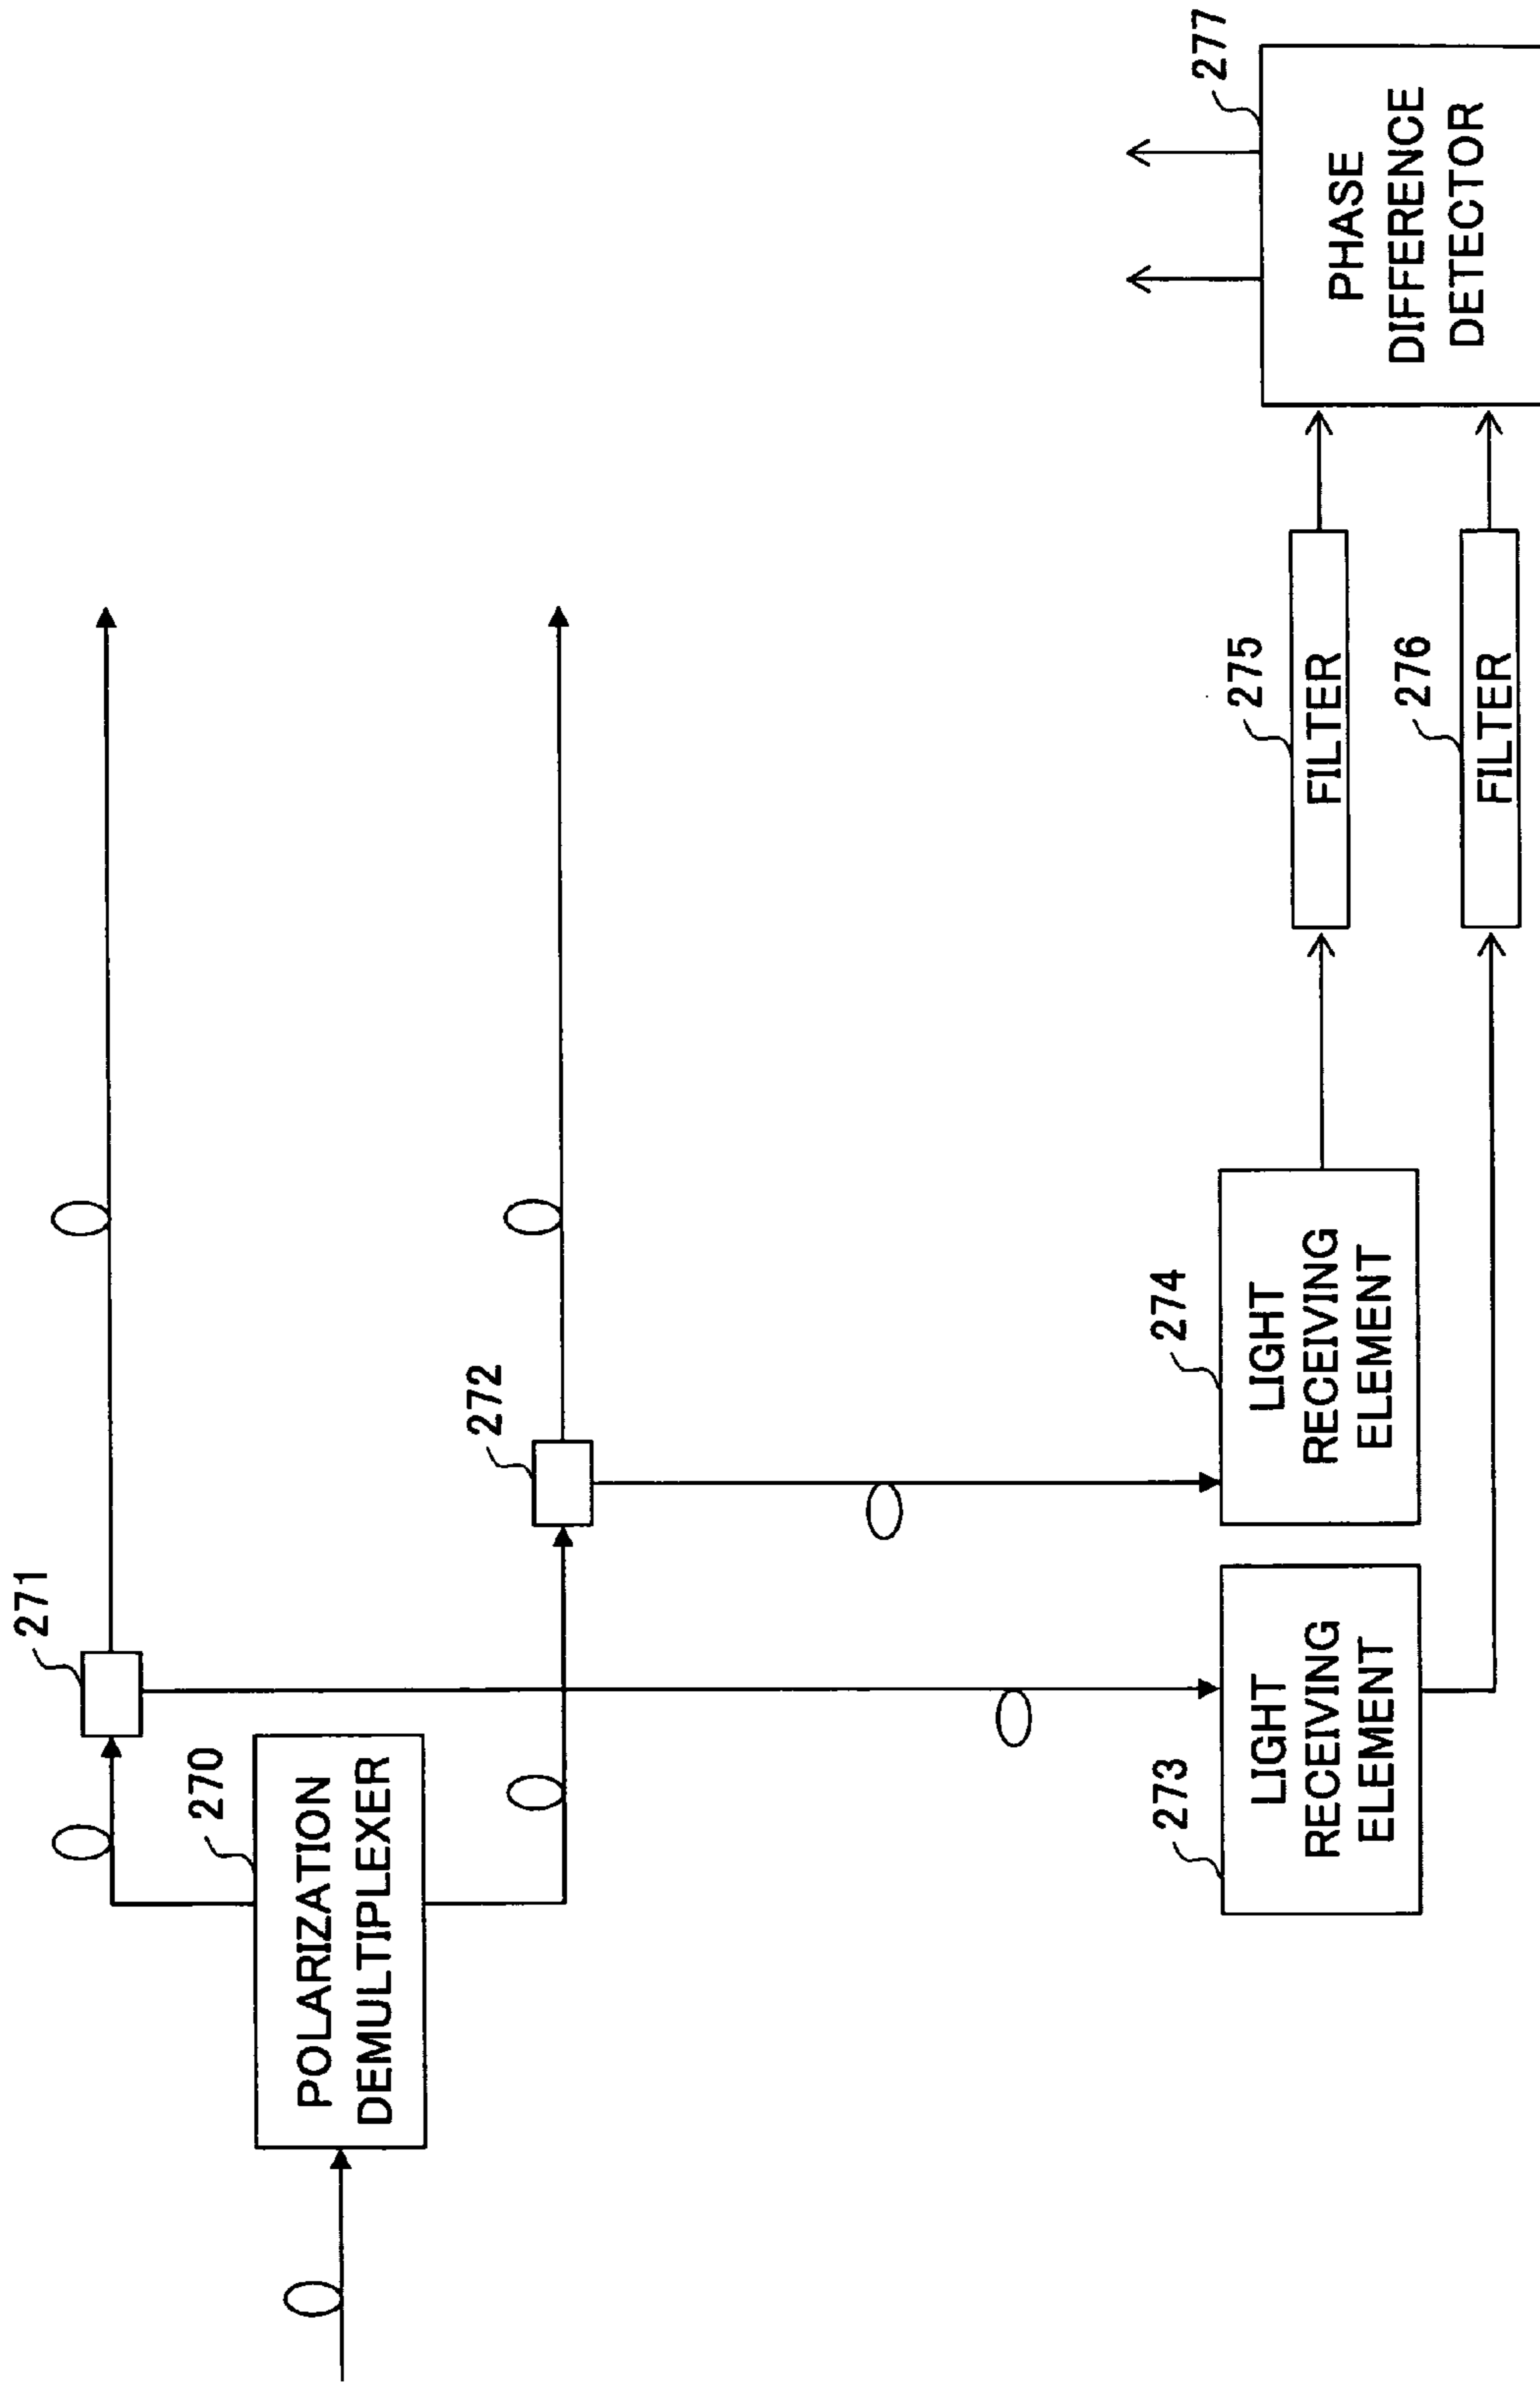 271
270
POLARIZATION
DEMULTIPLEXER
272
273
LIGHT
RECEIVING
ELEMENT
274
LIGHT
RECEIVING
ELEMENT
275
FILTER
276
FILTER
277
PHASE
DIFFERENCE
DETECTOR